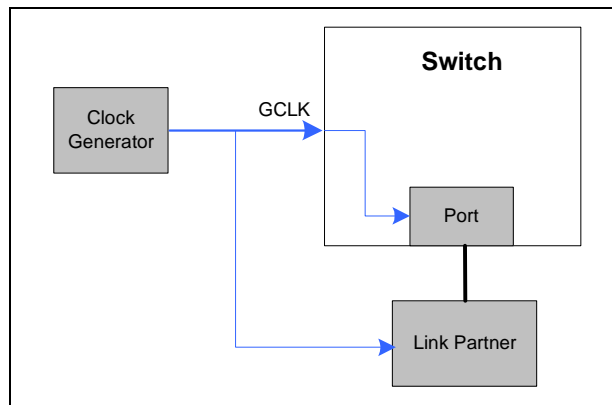 Switch
Clock
Generator
GCLK
Port
Link Partner